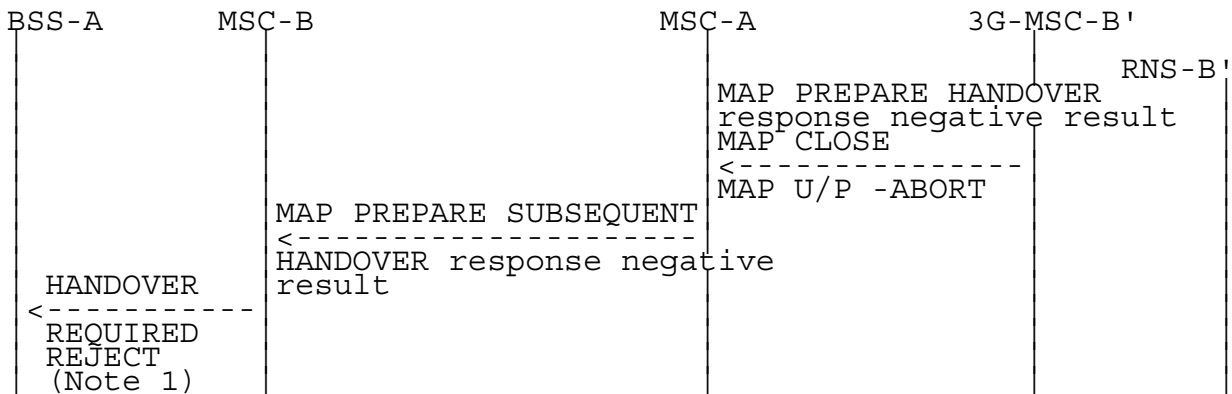 BSS-A MSC-B MSC-A 3G-MSC-B'
RNS-B'
MAP PREPARE HANDOVER
response negative result
MAP CLOSE
MAP U/P -ABORT
MAP PREPARE SUBSEQUENT
HANDOVER response negative
result
HANDOVER
REQUIRED
REJECT
(Note 1)